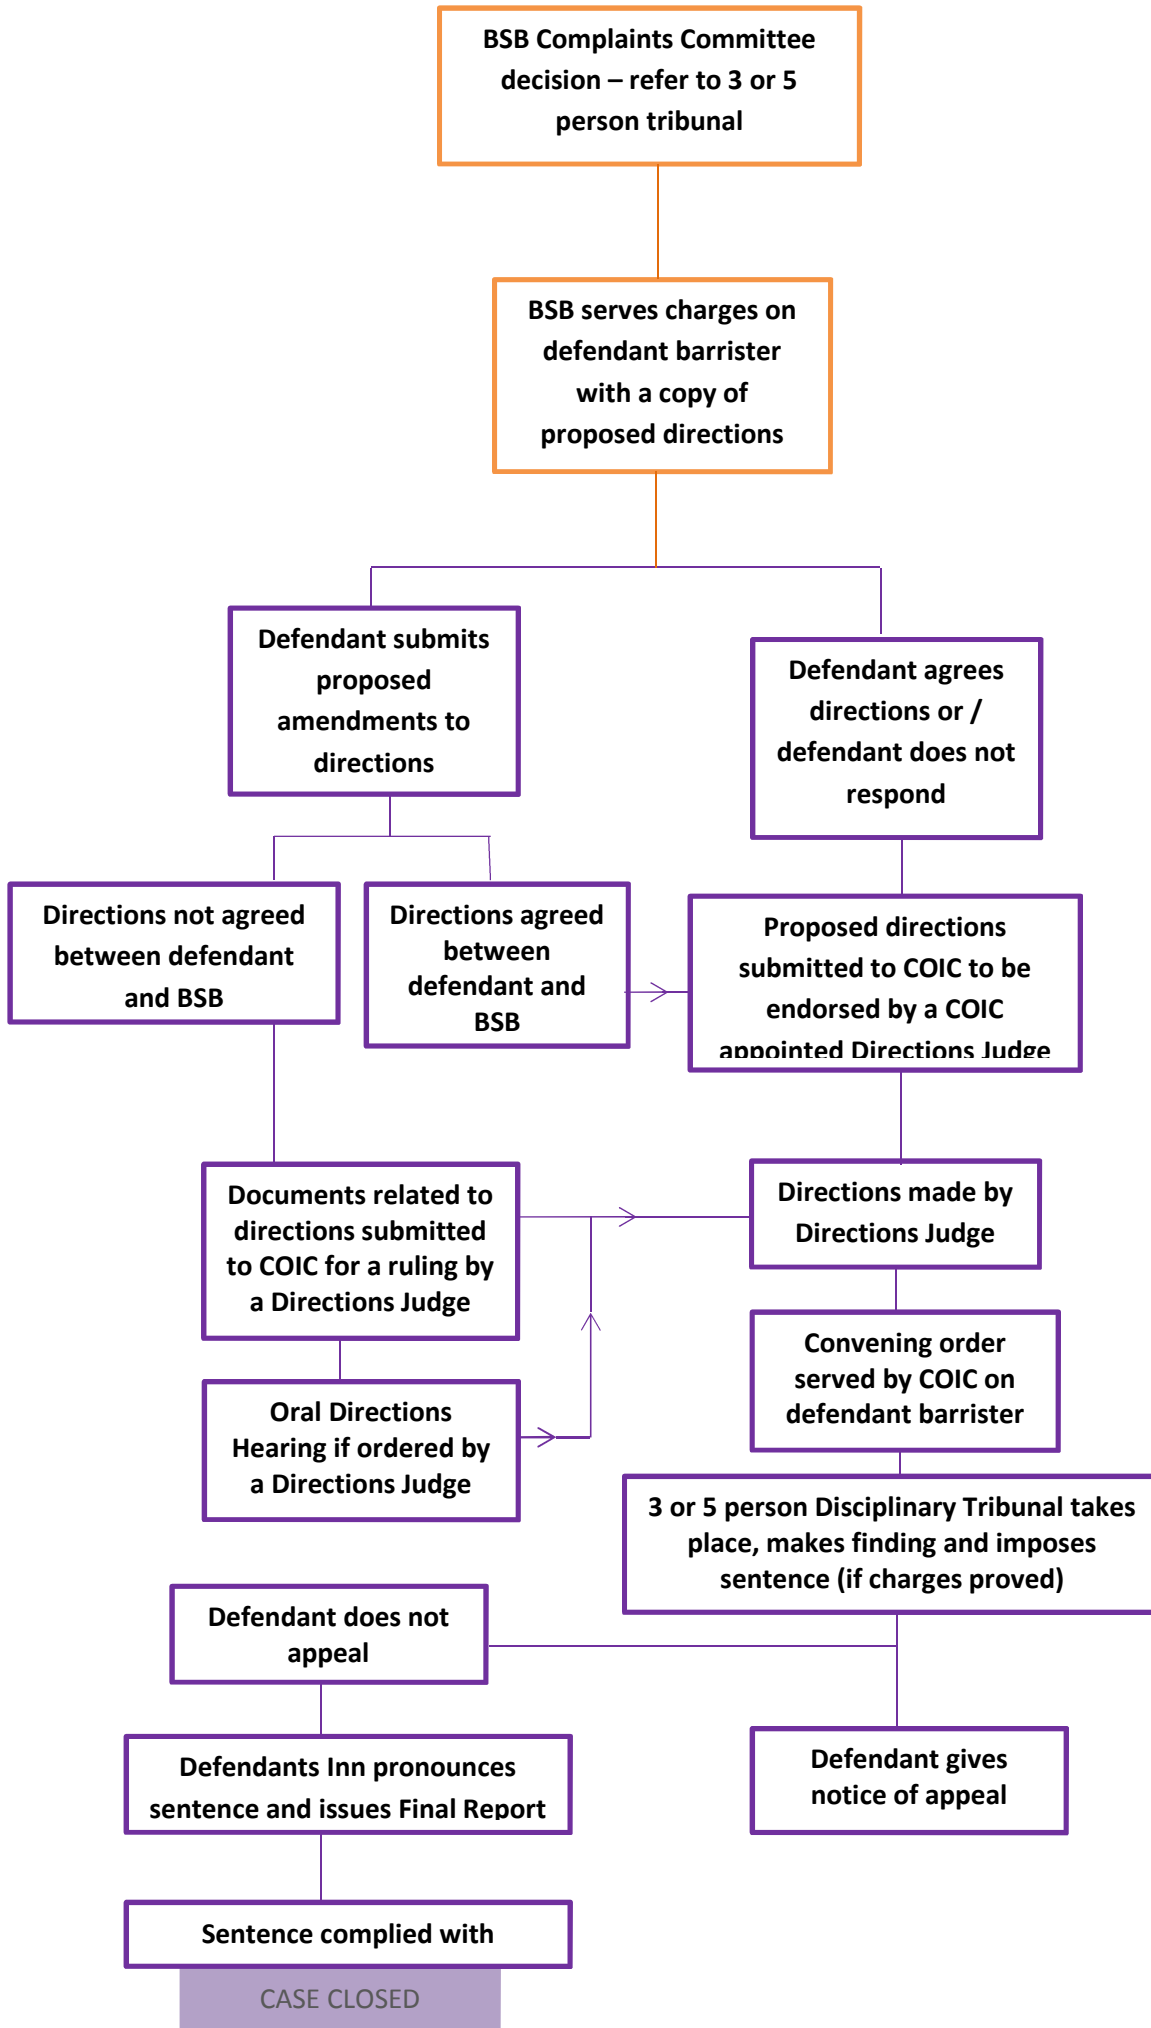 BSB Complaints Committee
decision – refer to 3 or 5
person tribunal
BSB serves charges on
defendant barrister
with a copy of
proposed directions
Defendant submits
proposed
amendments to
directions
Defendant agrees
directions or /
defendant does not
respond
Directions not agreed
between defendant
and BSB
Directions agreed
between
defendant and
BSB
Proposed directions
submitted to COIC to be
endorsed by a COIC
appointed Directions Judge
Documents related to
directions submitted
to COIC for a ruling by
a Directions Judge
Directions made by
Directions Judge
Oral Directions
Hearing if ordered by
a Directions Judge
Convening order
served by COIC on
defendant barrister
3 or 5 person Disciplinary Tribunal takes
place, makes finding and imposes
sentence (if charges proved)
Defendant does not
appeal
Defendants Inn pronounces
sentence and issues Final Report
Defendant gives
notice of appeal
Sentence complied with
CASE CLOSED